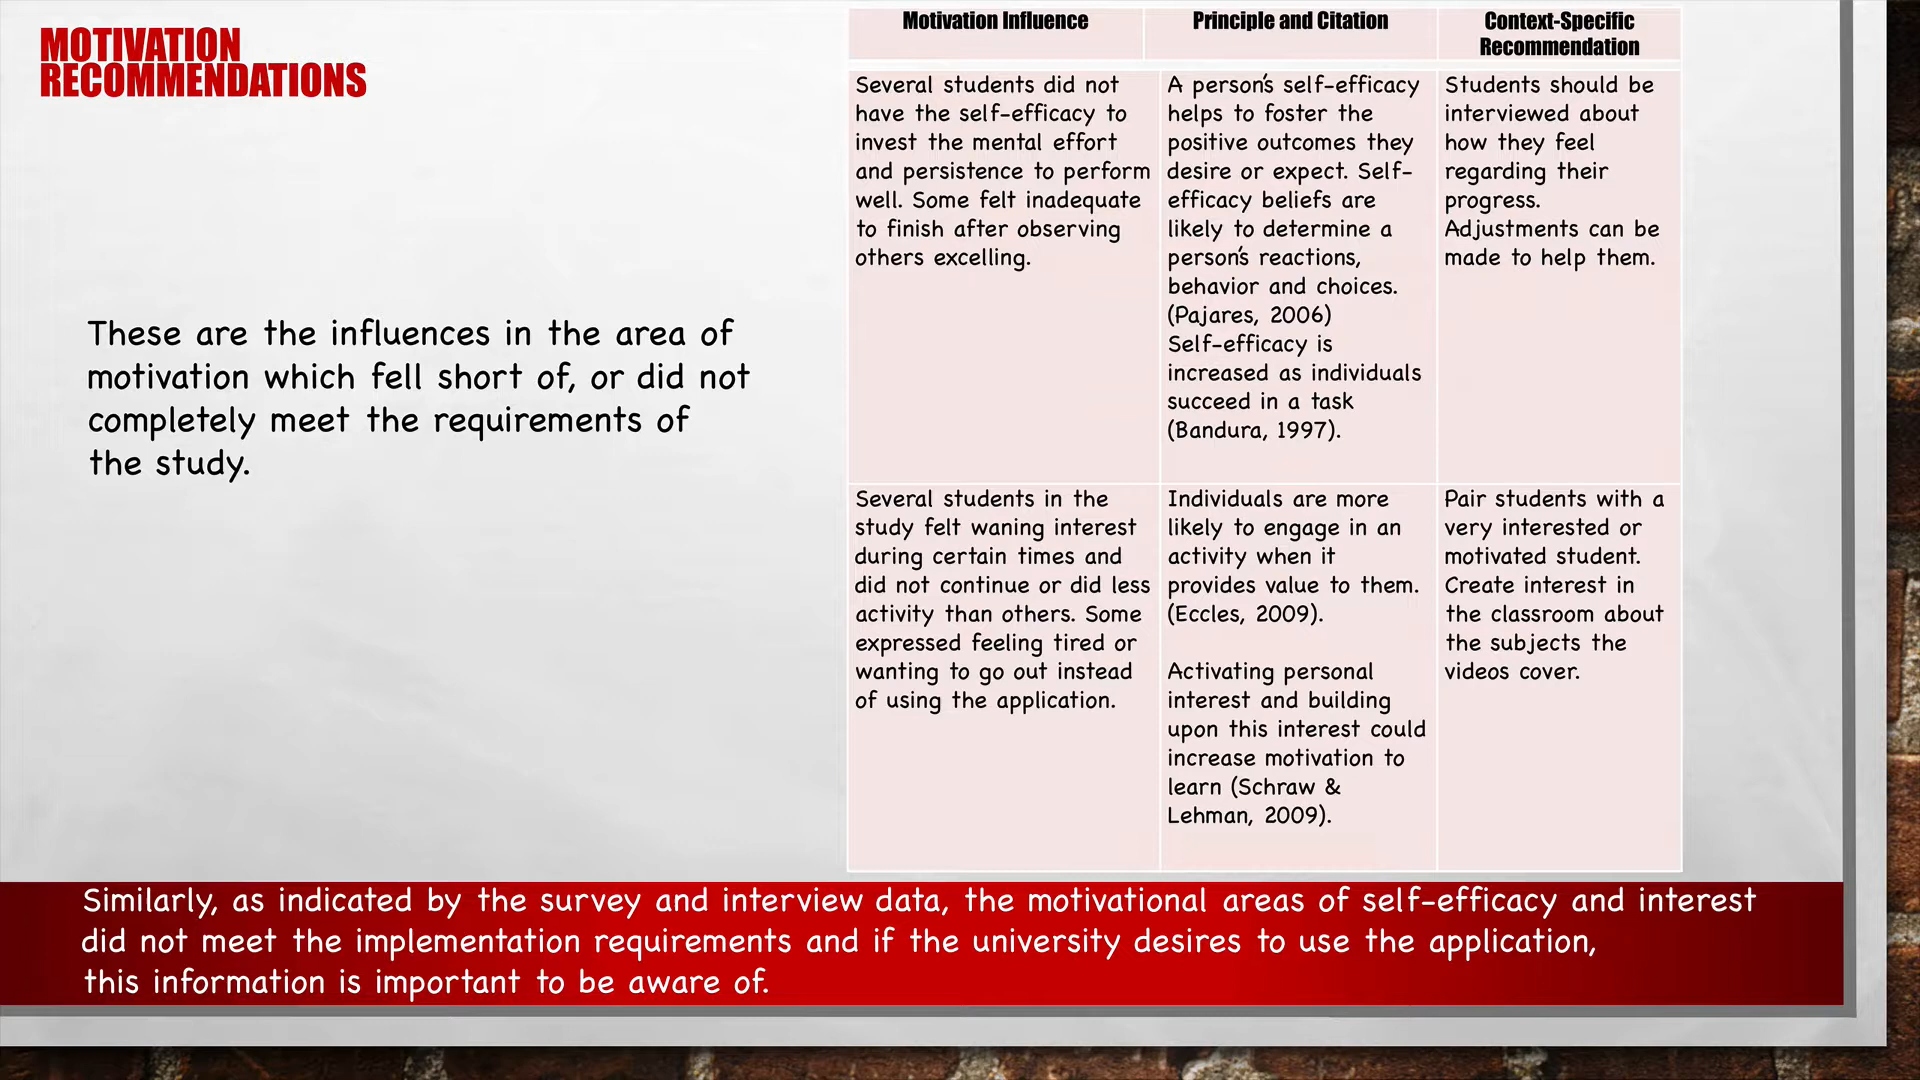 MOTIVATION
RECOMMENDATIONS
These are the influences in the area of
motivation which fell short of, or did not
completely meet the requirements of
the study.
Motivation Influence
Principle and Citation
Context-Specific
Recommendation
Several students did not
have the self-efficacy to
invest the mental effort
and persistence to perform
well. Some felt inadequate
to finish after observing
others excelling.
A person's self-efficacy
helps to foster the
positive outcomes they
desire or expect. Self-
efficacy beliefs are
likely to determine a
person's reactions,
behavior and choices.
(Pajares, 2006)
Self-efficacy is
increased as individuals
succeed in a task
(Bandura, 1997).
Students should be
interviewed about
how they feel
regarding their
progress.
Adjustments can be
made to help them.
Several students in the
study felt waning interest
during certain times and
did not continue or did less
activity than others. Some
expressed feeling tired or
wanting to go out instead
of using the application.
Individuals are more
likely to engage in an
activity when it
provides value to them.
(Eccles, 2009).
Activating personal
interest and building
upon this interest could
increase motivation to
learn (Schraw &
Lehman, 2009).
Pair students with a
very interested or
motivated student.
Create interest in
the classroom about
the subjects the
videos cover.
Similarly, as indicated by the survey and interview data, the motivational areas of self-efficacy and interest
did not meet the implementation requirements and if the university desires to use the application,
this information is important to be aware of.